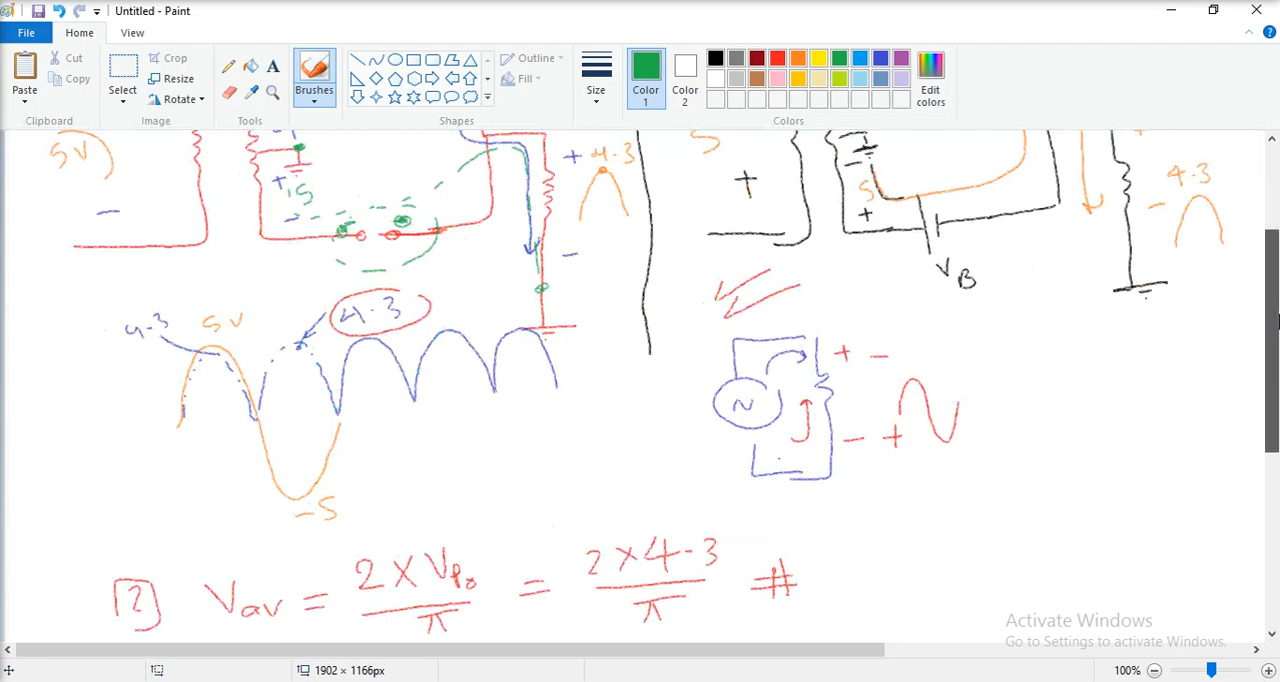 Untitled - Paint
File
Home
View
Paste
Cut
Copy
Clipboard
Select
Crop
Resize
Rotate
Image
A
Tools
Brushes
Outline
Fill
Shapes
Size
Color 1
Color 2
Edit colors
Colors
5V
-
+
5
-
+ 4.3
-
5
+
5
+
VB
4.3
-
4.3
5V
4.3
-5
N
+ -
- +
2 Vav = 2 X Vpo / π = 2 X 4.3 / π #
Activate Windows
Go to Settings to activate Windows.
1902 × 1166px
100%